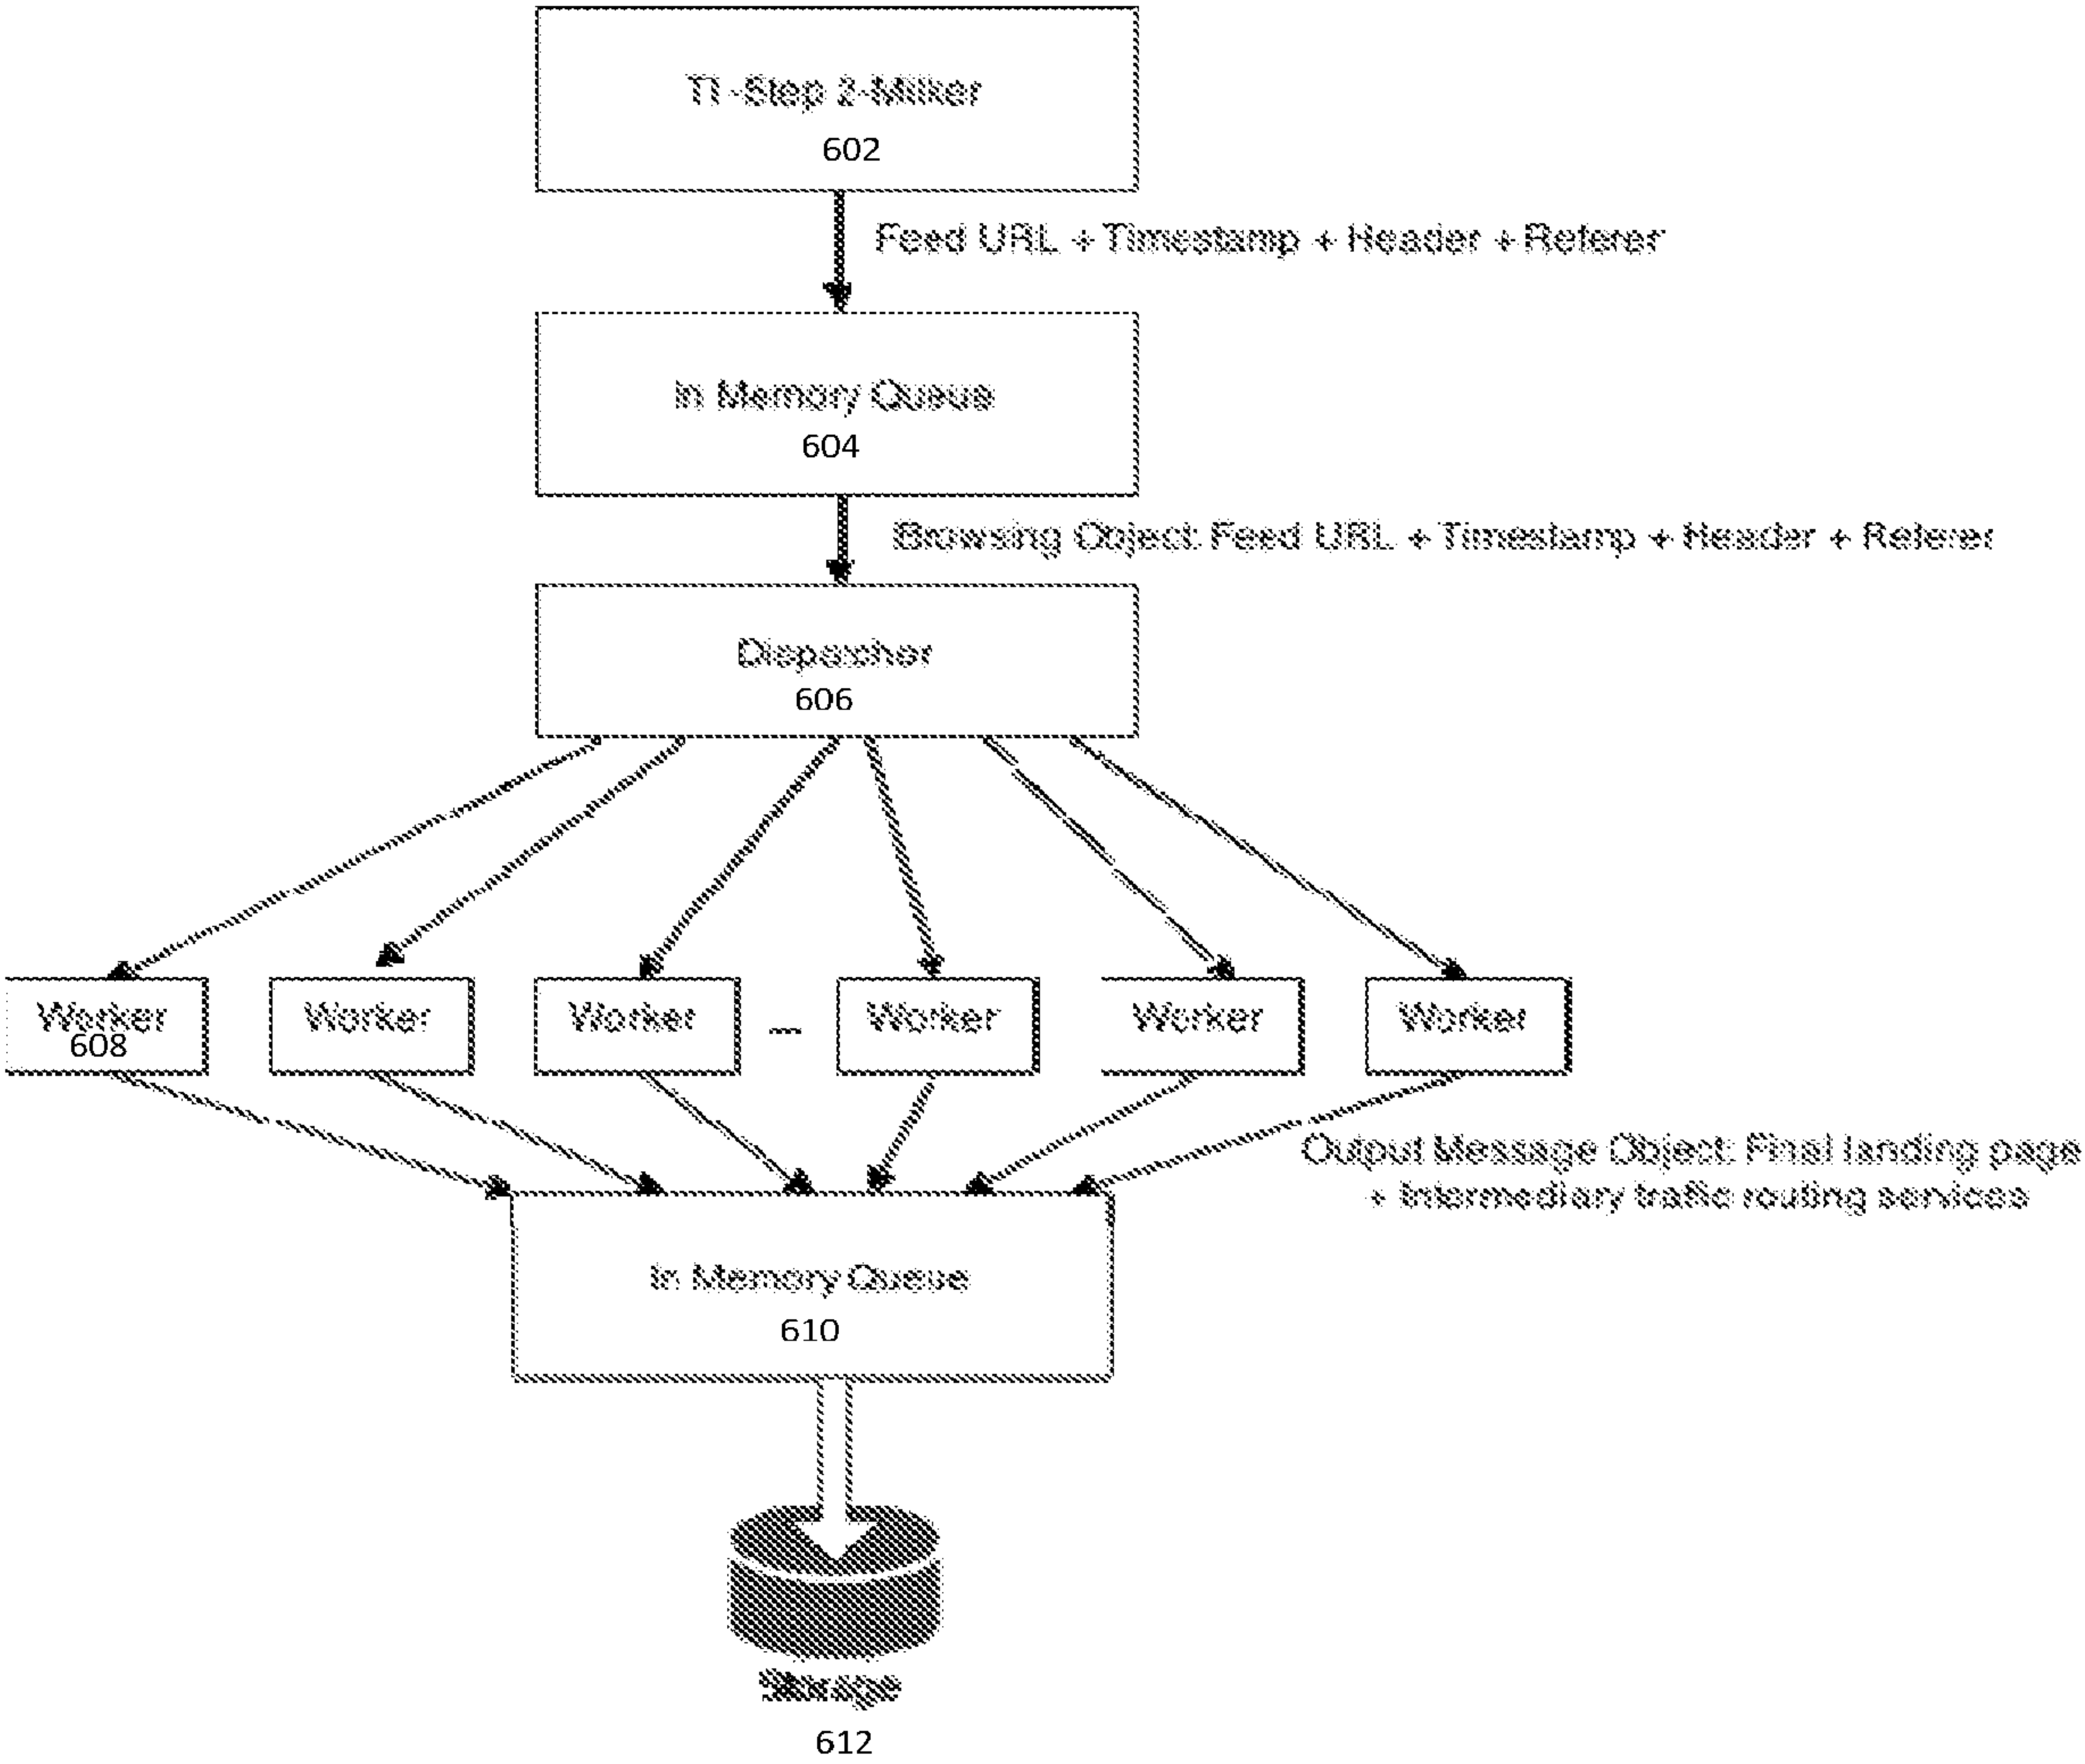 TI -Step 2-Milker
602
Feed URL + Timestamp + Header + Referer
In Memory Queue
604
Browsing Object: Feed URL + Timestamp + Header + Referer
Dispatcher
606
Worker Worker Worker – Worker Worker Worker
608
Output Message Object: Final landing page
+ Intermediary traffic routing services
In Memory Queue
610
Storage
612